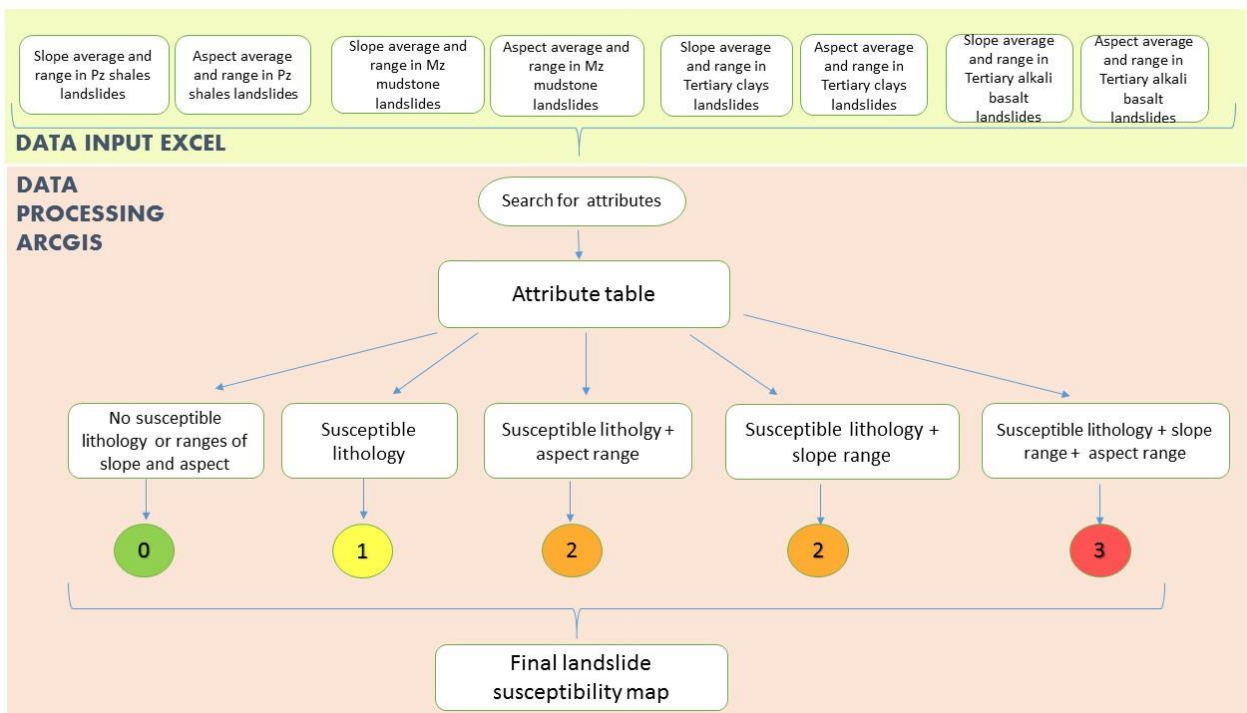 Slope average and
range in Pz shales
landslides
Aspect average
and range in Pz
shales landslides
Slope average and
range in Mz
mudstone
landslides
Aspect average and
range in Mz
mudstone
landslides
Slope average
and range in
Tertiary clays
landslides
Aspect average
and range in
Tertiary clays
landslides
Slope average
and range in
Tertiary alkali
basalt
landslides
Aspect average
and range in
Tertiary alkali
basalt
landslides
DATA INPUT EXCEL
DATA
PROCESSING
ARCGIS
Search for attributes
Attribute table
No susceptible
lithology or ranges of
slope and aspect
Susceptible
lithology
Susceptible litholgy +
aspect range
Susceptible lithology +
slope range
Susceptible lithology + slope
range + aspect range
0
1
2
2
3
Final landslide
susceptibility map